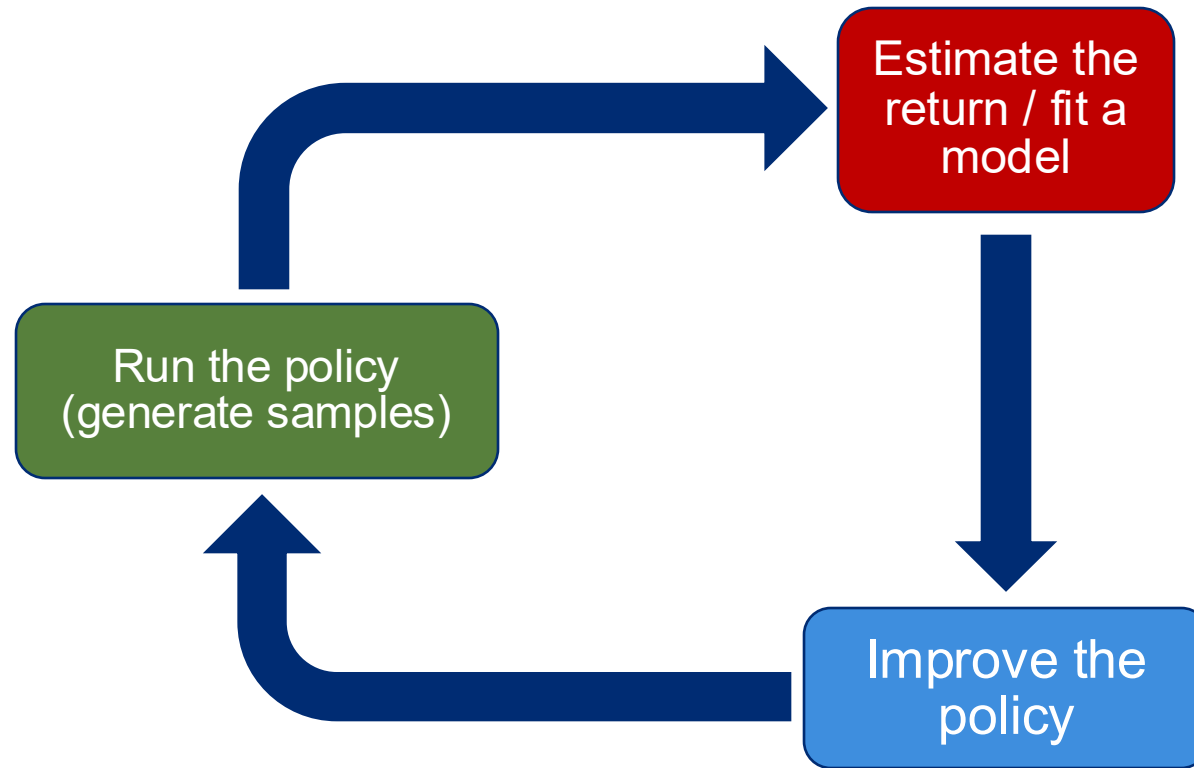 Estimate the
return / fit a
model
Run the policy
(generate samples)
Improve the
policy